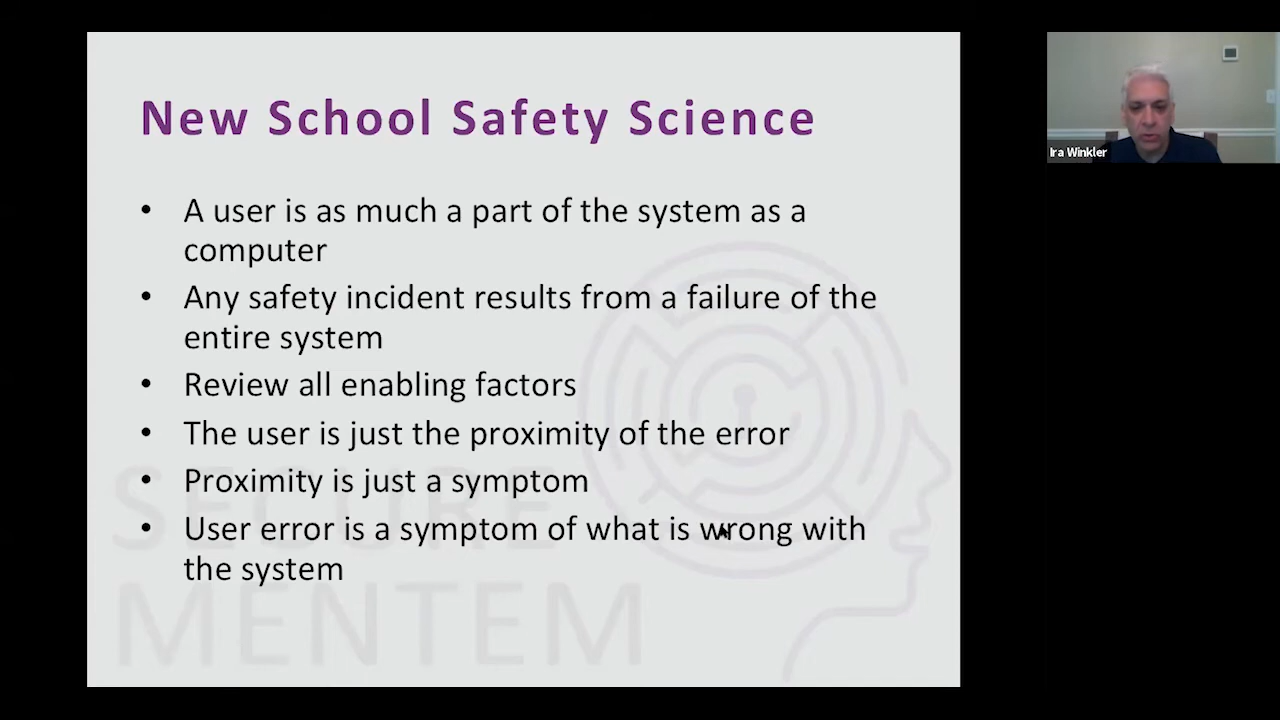 New School Safety Science
• A user is as much a part of the system as a
computer
• Any safety incident results from a failure of the
entire system
• Review all enabling factors
• The user is just the proximity of the error
• Proximity is just a symptom
• User error is a symptom of what is wrong with
the system
SECURE
MENTEM
Ira Winkler